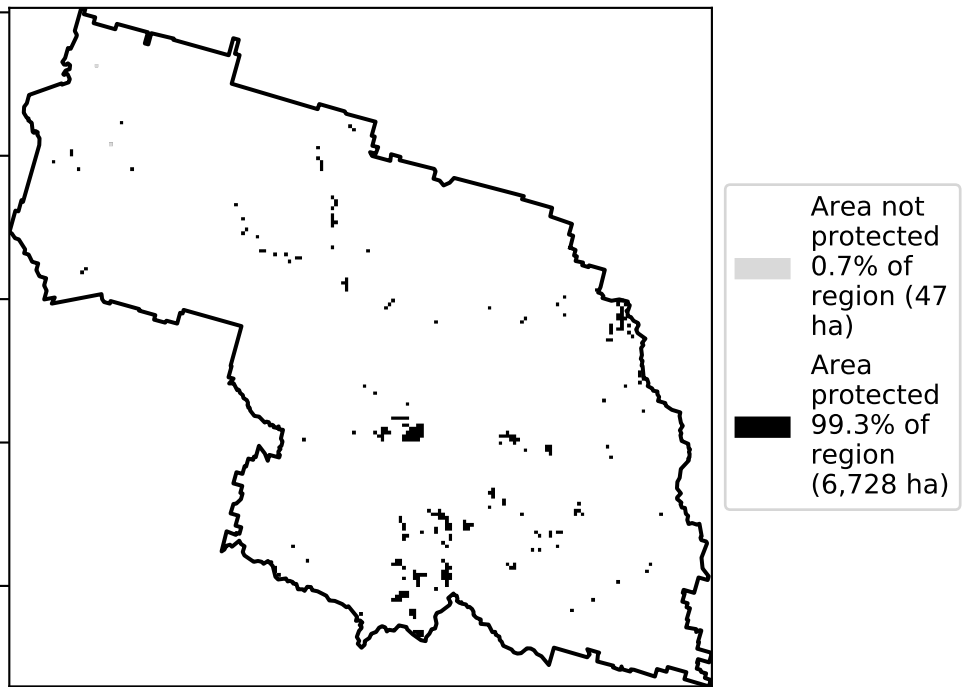 Area not
protected
0.7% of
region (47
ha)
Area
protected
99.3% of
region
(6,728 ha)